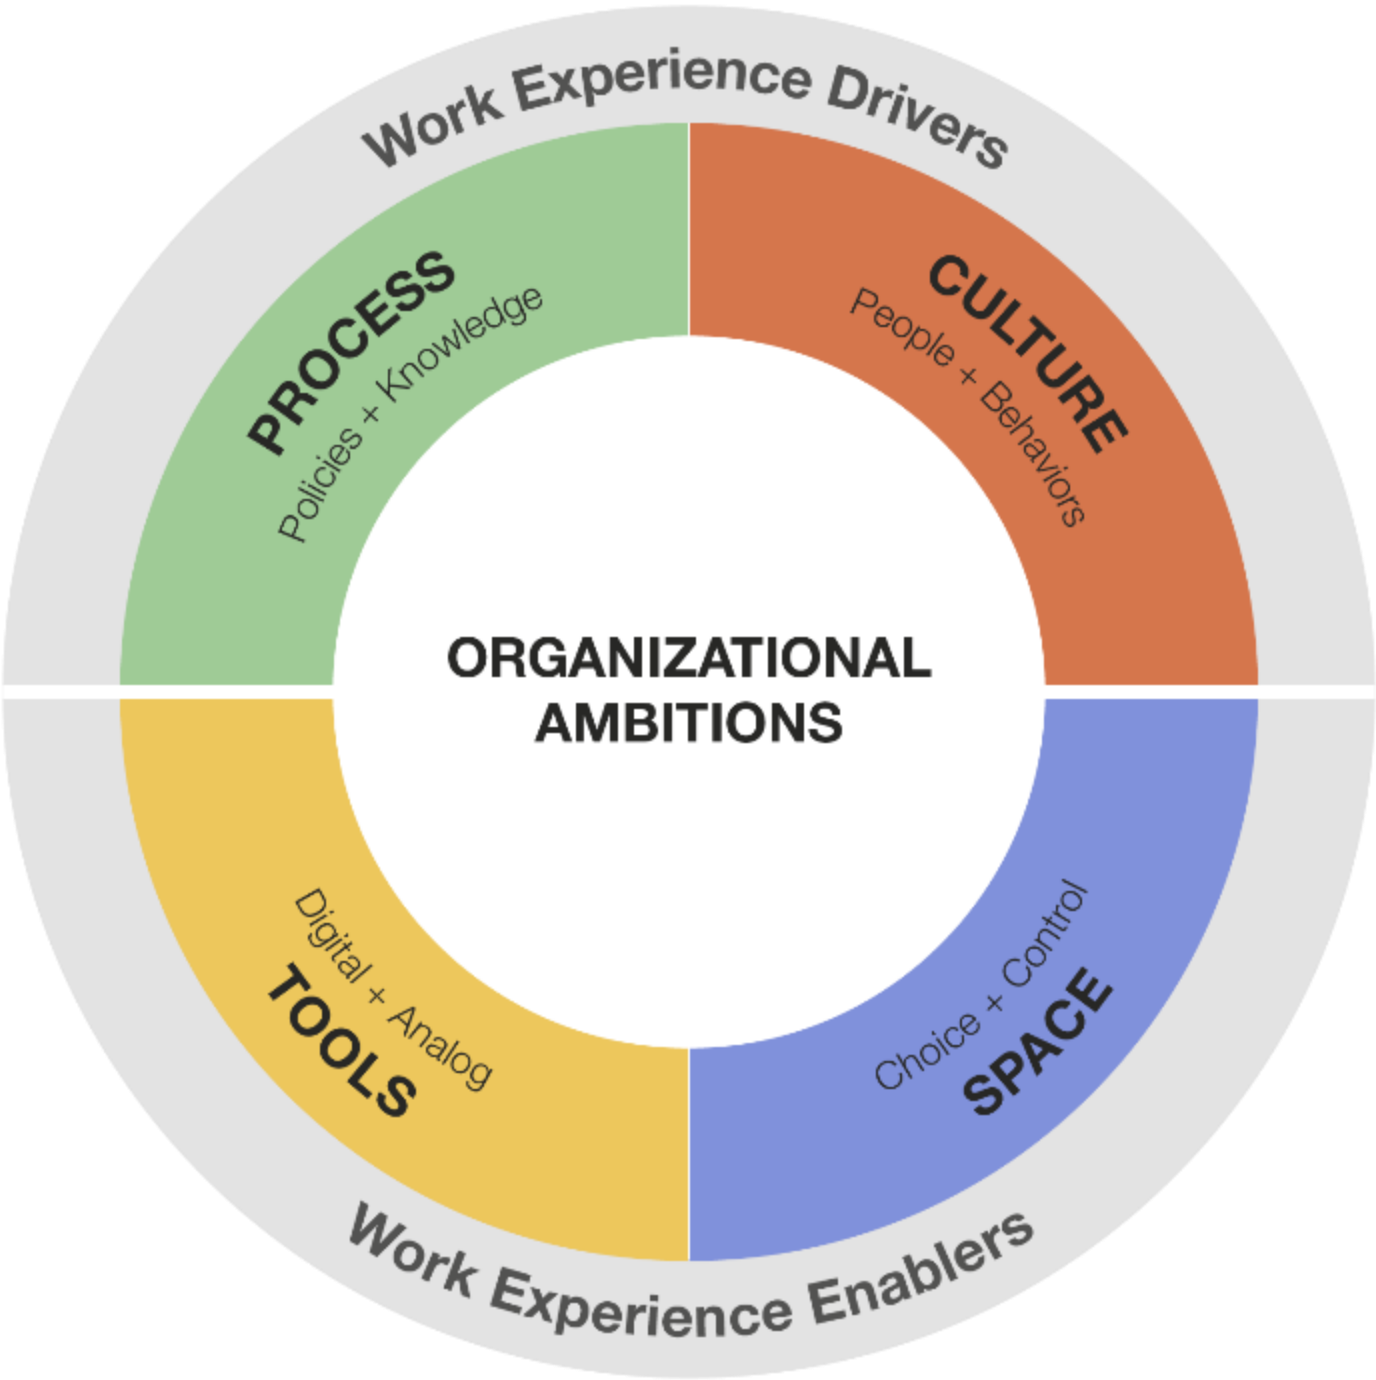 Work Experience Drivers
PROCESS
Policies + Knowledge
CULTURE
People + Behaviors
ORGANIZATIONAL
AMBITIONS
Digital + Analog
TOOLS
Choice + Control
SPACE
Work Experience Enablers